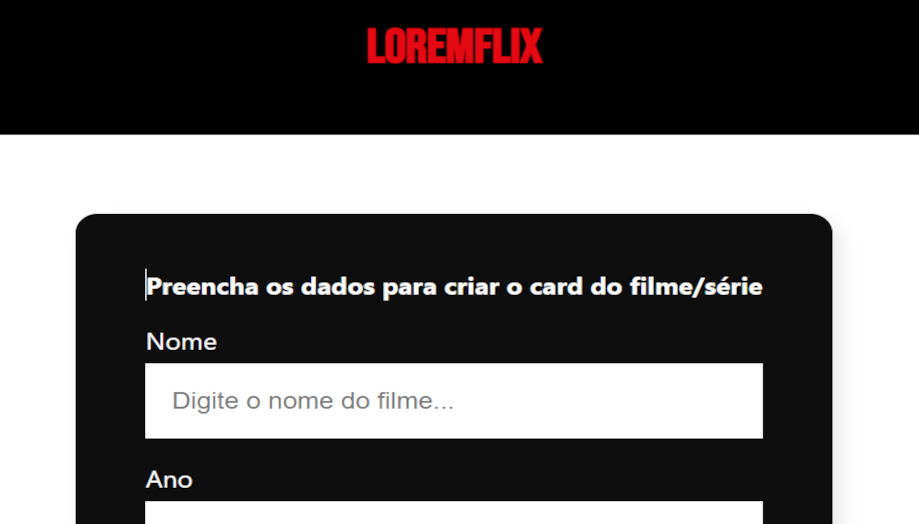 LOREMFLIX
Preencha os dados para criar o card do filme/série
Nome
Digite o nome do filme...
Ano